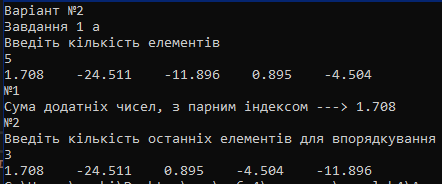 Варіант №2
Завдання 1 а
Введіть кількість елементів
5
1.708 -24.511 -11.896 0.895 -4.504
№1
Сума додатніх чисел, з парним індексом ---> 1.708
№2
Введіть кількість останніх елементів для впорядкування
3
1.708 -24.511 0.895 -4.504 -11.896